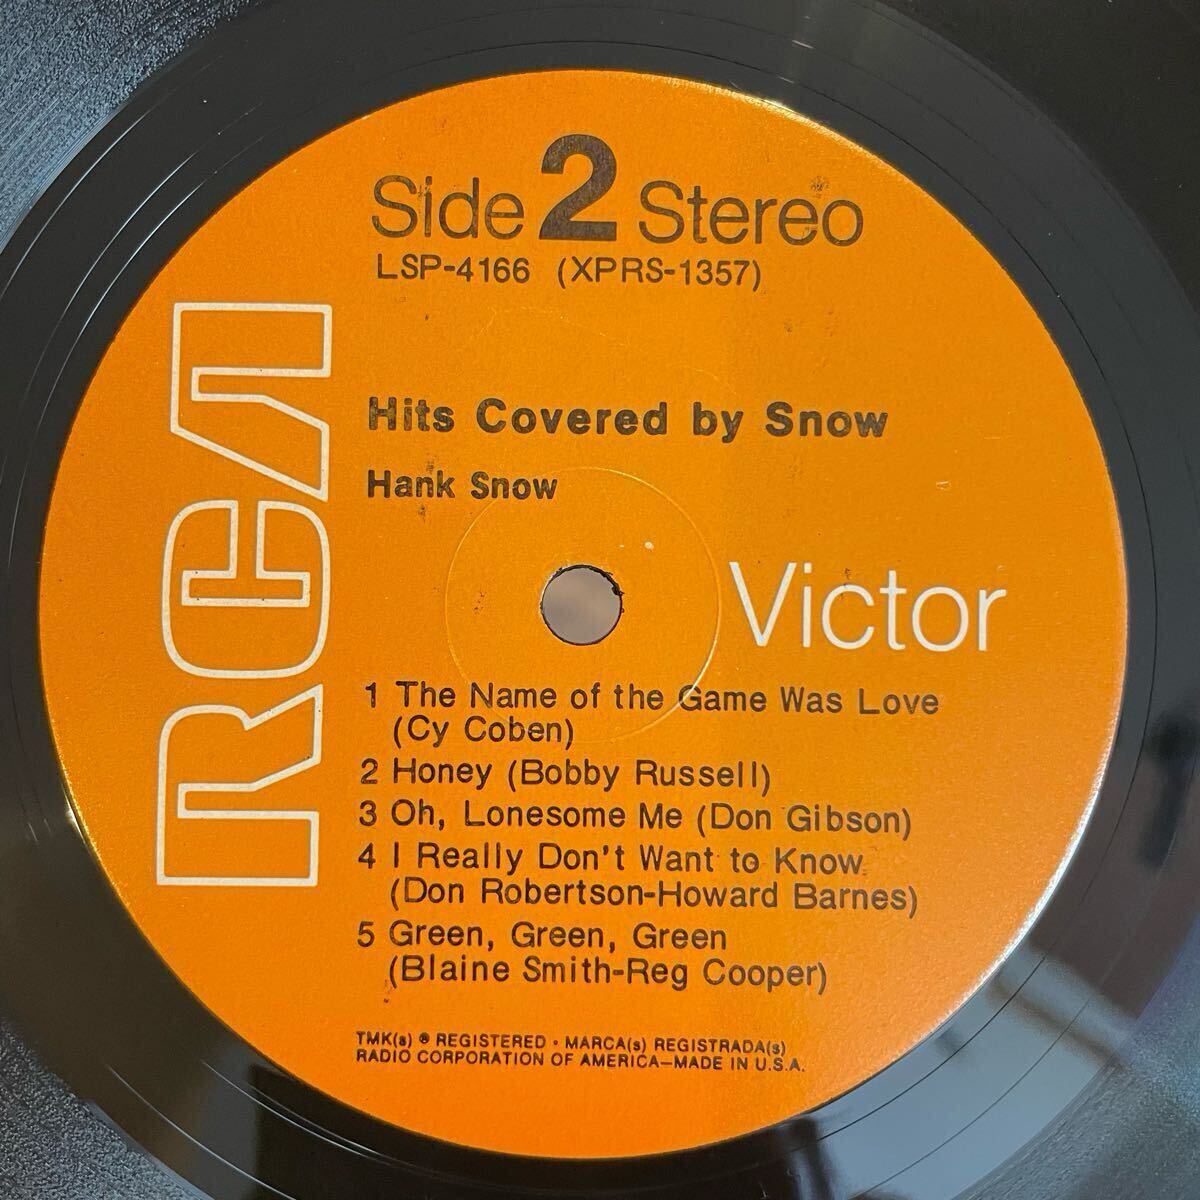 Side 2 Stereo
LSP-4166 (XPRS-1357)
Hits Covered by Snow
Hank Snow
RCA
Victor
1 The Name of the Game Was Love
(Cy Coben)
2 Honey (Bobby Russell)
3 Oh, Lonesome Me (Don Gibson)
4 I Really Don't Want to Know
(Don Robertson-Howard Barnes)
5 Green, Green, Green
(Blaine Smith-Reg Cooper)
TMK(s) ® REGISTERED • MARCA(s) REGISTRADA(s)
RADIO CORPORATION OF AMERICA—MADE IN U.S.A.